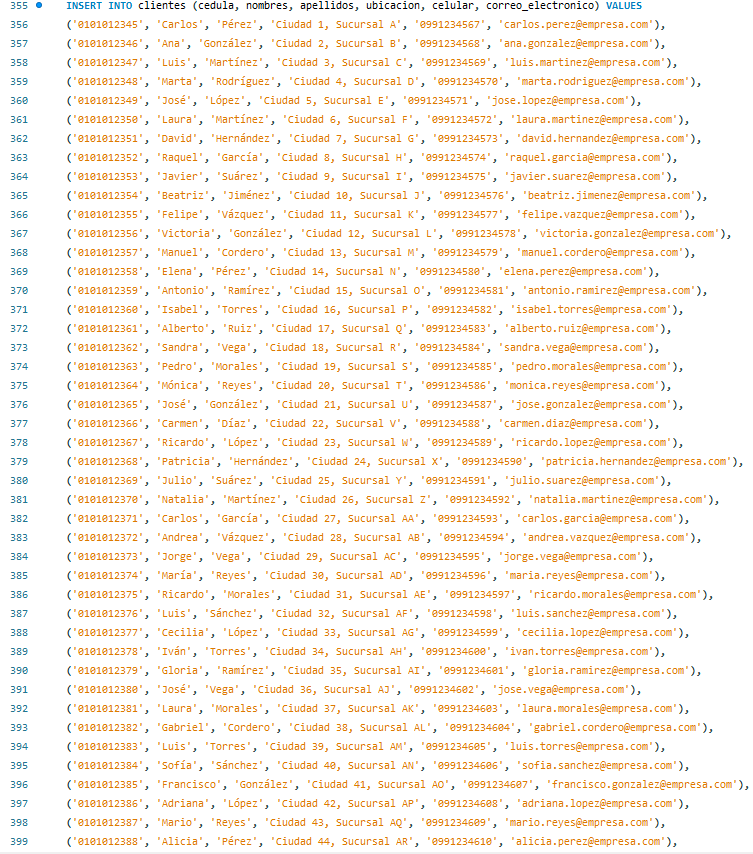 355 INSERT INTO clientes (cedula, nombres, apellidos, ubicacion, celular, correo_electronico) VALUES
356 ('0101012345', 'Carlos', 'Pérez', 'Ciudad 1, Sucursal A', '0991234567', 'carlos.perez@empresa.com'),
357 ('0101012346', 'Ana', 'González', 'Ciudad 2, Sucursal B', '0991234568', 'ana.gonzalez@empresa.com'),
358 ('0101012347', 'Luis', 'Martínez', 'Ciudad 3, Sucursal C', '0991234569', 'luis.martinez@empresa.com'),
359 ('0101012348', 'Marta', 'Rodríguez', 'Ciudad 4, Sucursal D', '0991234570', 'marta.rodriguez@empresa.com'),
360 ('0101012349', 'José', 'López', 'Ciudad 5, Sucursal E', '0991234571', 'jose.lopez@empresa.com'),
361 ('0101012350', 'Laura', 'Martínez', 'Ciudad 6, Sucursal F', '0991234572', 'laura.martinez@empresa.com'),
362 ('0101012351', 'David', 'Hernández', 'Ciudad 7, Sucursal G', '0991234573', 'david.hernandez@empresa.com'),
363 ('0101012352', 'Raquel', 'García', 'Ciudad 8, Sucursal H', '0991234574', 'raquel.garcia@empresa.com'),
364 ('0101012353', 'Javier', 'Suárez', 'Ciudad 9, Sucursal I', '0991234575', 'javier.suarez@empresa.com'),
365 ('0101012354', 'Beatriz', 'Jiménez', 'Ciudad 10, Sucursal J', '0991234576', 'beatriz.jimenez@empresa.com'),
366 ('0101012355', 'Felipe', 'Vázquez', 'Ciudad 11, Sucursal K', '0991234577', 'felipe.vazquez@empresa.com'),
367 ('0101012356', 'Victoria', 'González', 'Ciudad 12, Sucursal L', '0991234578', 'victoria.gonzalez@empresa.com'),
368 ('0101012357', 'Manuel', 'Cordero', 'Ciudad 13, Sucursal M', '0991234579', 'manuel.cordero@empresa.com'),
369 ('0101012358', 'Elena', 'Pérez', 'Ciudad 14, Sucursal N', '0991234580', 'elena.perez@empresa.com'),
370 ('0101012359', 'Antonio', 'Ramírez', 'Ciudad 15, Sucursal O', '0991234581', 'antonio.ramirez@empresa.com'),
371 ('0101012360', 'Isabel', 'Torres', 'Ciudad 16, Sucursal P', '0991234582', 'isabel.torres@empresa.com'),
372 ('0101012361', 'Alberto', 'Ruiz', 'Ciudad 17, Sucursal Q', '0991234583', 'alberto.ruiz@empresa.com'),
373 ('0101012362', 'Sandra', 'Vega', 'Ciudad 18, Sucursal R', '0991234584', 'sandra.vega@empresa.com'),
374 ('0101012363', 'Pedro', 'Morales', 'Ciudad 19, Sucursal S', '0991234585', 'pedro.morales@empresa.com'),
375 ('0101012364', 'Mónica', 'Reyes', 'Ciudad 20, Sucursal T', '0991234586', 'monica.reyes@empresa.com'),
376 ('0101012365', 'José', 'González', 'Ciudad 21, Sucursal U', '0991234587', 'jose.gonzalez@empresa.com'),
377 ('0101012366', 'Carmen', 'Díaz', 'Ciudad 22, Sucursal V', '0991234588', 'carmen.diaz@empresa.com'),
378 ('0101012367', 'Ricardo', 'López', 'Ciudad 23, Sucursal W', '0991234589', 'ricardo.lopez@empresa.com'),
379 ('0101012368', 'Patricia', 'Hernández', 'Ciudad 24, Sucursal X', '0991234590', 'patricia.hernandez@empresa.com'),
380 ('0101012369', 'Julio', 'Suárez', 'Ciudad 25, Sucursal Y', '0991234591', 'julio.suarez@empresa.com'),
381 ('0101012370', 'Natalia', 'Martínez', 'Ciudad 26, Sucursal Z', '0991234592', 'natalia.martinez@empresa.com'),
382 ('0101012371', 'Carlos', 'García', 'Ciudad 27, Sucursal AA', '0991234593', 'carlos.garcia@empresa.com'),
383 ('0101012372', 'Andrea', 'Vázquez', 'Ciudad 28, Sucursal AB', '0991234594', 'andrea.vazquez@empresa.com'),
384 ('0101012373', 'Jorge', 'Vega', 'Ciudad 29, Sucursal AC', '0991234595', 'jorge.vega@empresa.com'),
385 ('0101012374', 'María', 'Reyes', 'Ciudad 30, Sucursal AD', '0991234596', 'maria.reyes@empresa.com'),
386 ('0101012375', 'Ricardo', 'Morales', 'Ciudad 31, Sucursal AE', '0991234597', 'ricardo.morales@empresa.com'),
387 ('0101012376', 'Luis', 'Sánchez', 'Ciudad 32, Sucursal AF', '0991234598', 'luis.sanchez@empresa.com'),
388 ('0101012377', 'Cecilia', 'López', 'Ciudad 33, Sucursal AG', '0991234599', 'cecilia.lopez@empresa.com'),
389 ('0101012378', 'Iván', 'Torres', 'Ciudad 34, Sucursal AH', '0991234600', 'ivan.torres@empresa.com'),
390 ('0101012379', 'Gloria', 'Ramírez', 'Ciudad 35, Sucursal AI', '0991234601', 'gloria.ramirez@empresa.com'),
391 ('0101012380', 'José', 'Vega', 'Ciudad 36, Sucursal AJ', '0991234602', 'jose.vega@empresa.com'),
392 ('0101012381', 'Laura', 'Morales', 'Ciudad 37, Sucursal AK', '0991234603', 'laura.morales@empresa.com'),
393 ('0101012382', 'Gabriel', 'Cordero', 'Ciudad 38, Sucursal AL', '0991234604', 'gabriel.cordero@empresa.com'),
394 ('0101012383', 'Luis', 'Torres', 'Ciudad 39, Sucursal AM', '0991234605', 'luis.torres@empresa.com'),
395 ('0101012384', 'Sofía', 'Sánchez', 'Ciudad 40, Sucursal AN', '0991234606', 'sofia.sanchez@empresa.com'),
396 ('0101012385', 'Francisco', 'González', 'Ciudad 41, Sucursal AO', '0991234607', 'francisco.gonzalez@empresa.com'),
397 ('0101012386', 'Adriana', 'López', 'Ciudad 42, Sucursal AP', '0991234608', 'adriana.lopez@empresa.com'),
398 ('0101012387', 'Mario', 'Reyes', 'Ciudad 43, Sucursal AQ', '0991234609', 'mario.reyes@empresa.com'),
399 ('0101012388', 'Alicia', 'Pérez', 'Ciudad 44, Sucursal AR', '0991234610', 'alicia.perez@empresa.com'),